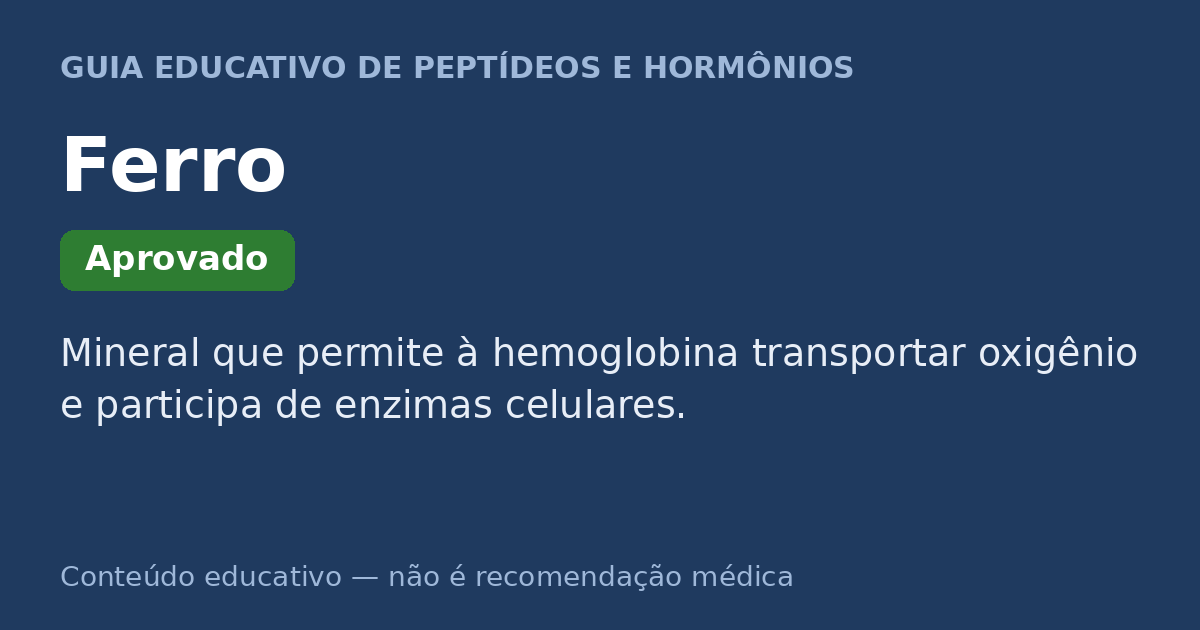 GUIA EDUCATIVO DE PEPTÍDEOS E HORMÔNIOS
Ferro
Aprovado
Mineral que permite à hemoglobina transportar oxigênio
e participa de enzimas celulares.
Conteúdo educativo — não é recomendação médica